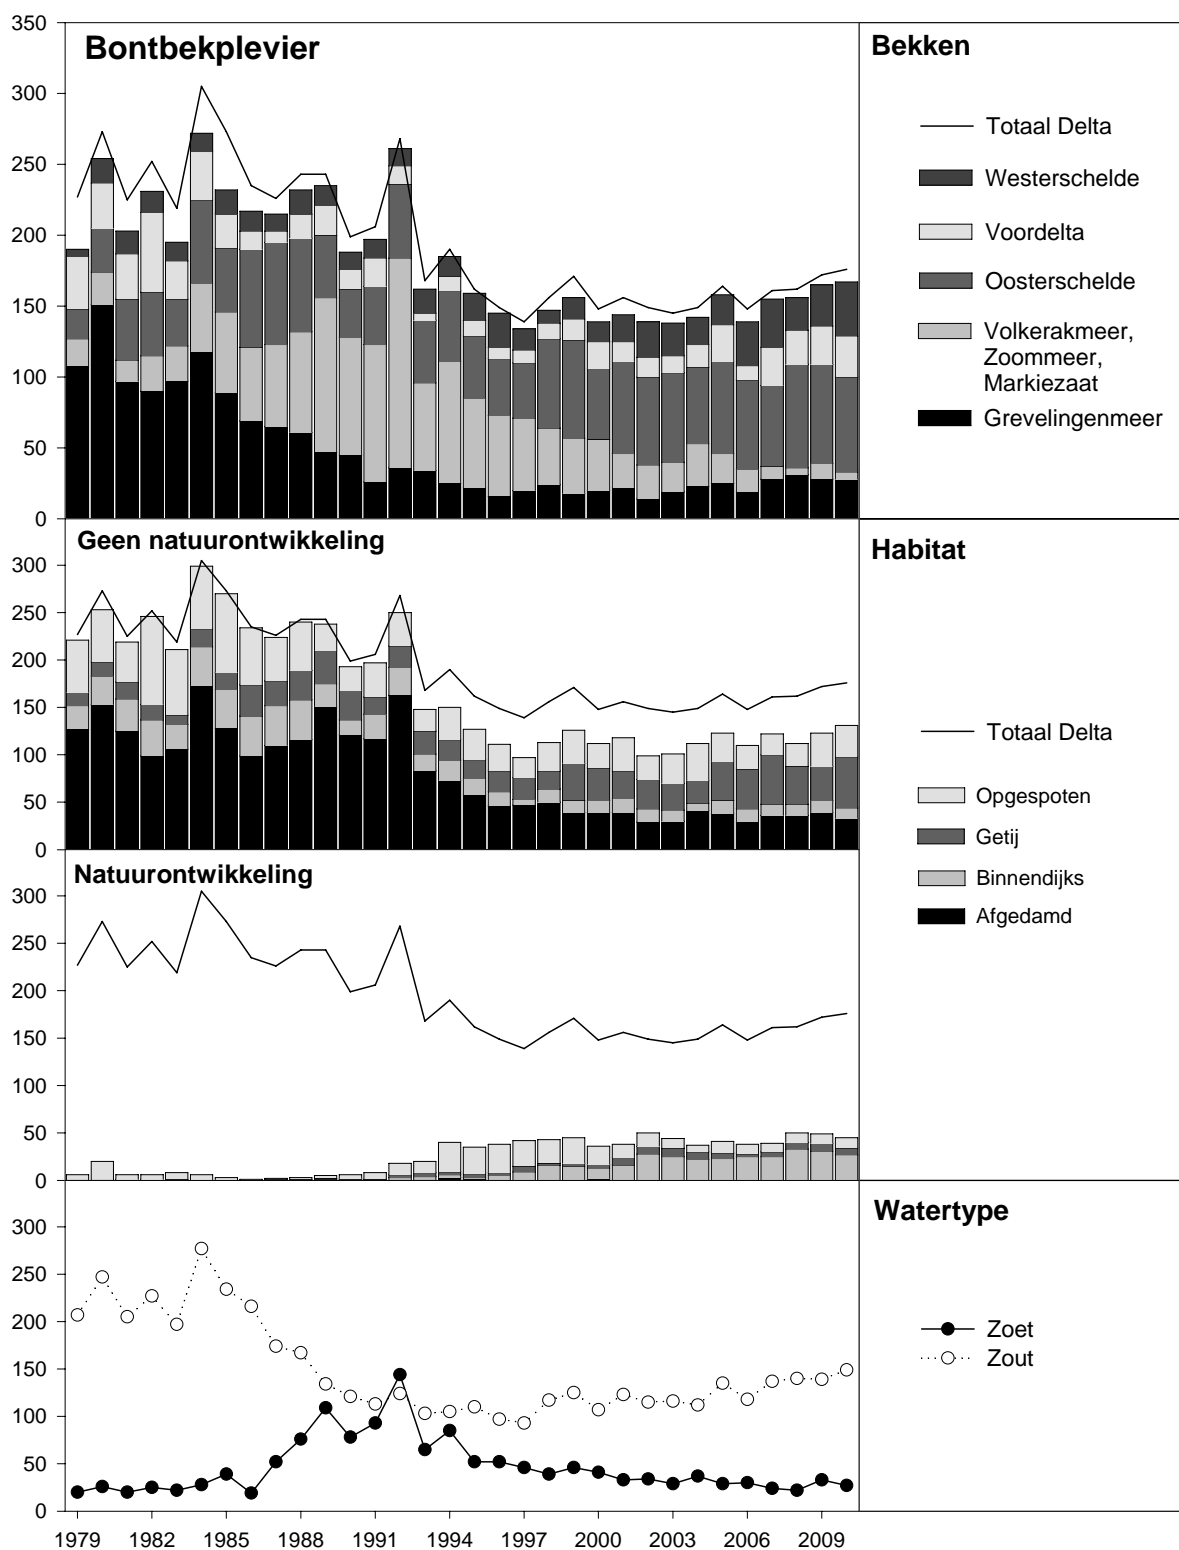 350
Bontbekplevier
300
250
200
150
100
50
0
Bekken
Totaal Delta
Westerschelde
Voordelta
Oosterschelde
Volkerakmeer,
Zoommeer,
Markiezaat
Grevelingenmeer
Geen natuurontwikkeling
300
250
200
150
100
50
0
Habitat
Totaal Delta
Opgespoten
Getij
Binnendijks
Afgedamd
Natuurontwikkeling
300
250
200
150
100
50
0
Watertype
300
250
200
150
100
50
0
Zoet
Zout
1979 1982 1985 1988 1991 1994 1997 2000 2003 2006 2009